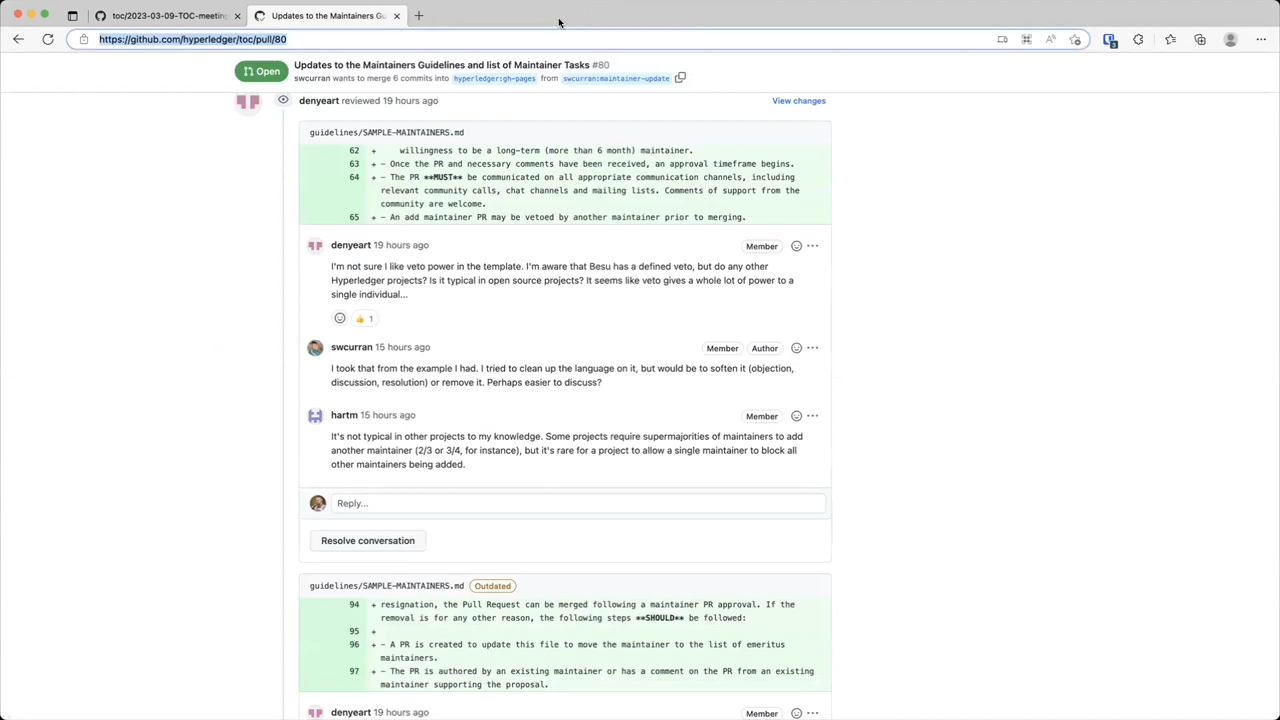 toc/2023-03-09-TOC-meeting
Updates to the Maintainers Gu
https://github.com/hyperledger/toc/pull/80
Open
Updates to the Maintainers Guidelines and list of Maintainer Tasks #80
swcurran wants to merge 6 commits into hyperledger:gh-pages from swcurran:maintainer-update
denyeart reviewed 19 hours ago
View changes
guidelines/SAMPLE-MAINTAINERS.md
62 + willingness to be a long-term (more than 6 month) maintainer.
63 + - Once the PR and necessary comments have been received, an approval timeframe begins.
64 + - The PR **MUST** be communicated on all appropriate communication channels, including
relevant community calls, chat channels and mailing lists. Comments of support from the
community are welcome.
65 + - An add maintainer PR may be vetoed by another maintainer prior to merging.
denyeart 19 hours ago
Member
I'm not sure I like veto power in the template. I'm aware that Besu has a defined veto, but do any other
Hyperledger projects? Is it typical in open source projects? It seems like veto gives a whole lot of power to a
single individual...
👍 1
swcurran 15 hours ago
Member Author
I took that from the example I had. I tried to clean up the language on it, but would be to soften it (objection,
discussion, resolution) or remove it. Perhaps easier to discuss?
hartm 15 hours ago
Member
It's not typical in other projects to my knowledge. Some projects require supermajorities of maintainers to add
another maintainer (2/3 or 3/4, for instance), but it's rare for a project to allow a single maintainer to block all
other maintainers being added.
Reply...
Resolve conversation
guidelines/SAMPLE-MAINTAINERS.md Outdated
94 + resignation, the Pull Request can be merged following a maintainer PR approval. If the
removal is for any other reason, the following steps **SHOULD** be followed:
95 +
96 + - A PR is created to update this file to move the maintainer to the list of emeritus
maintainers.
97 + - The PR is authored by an existing maintainer or has a comment on the PR from an existing
maintainer supporting the proposal.
denyeart 19 hours ago
Member